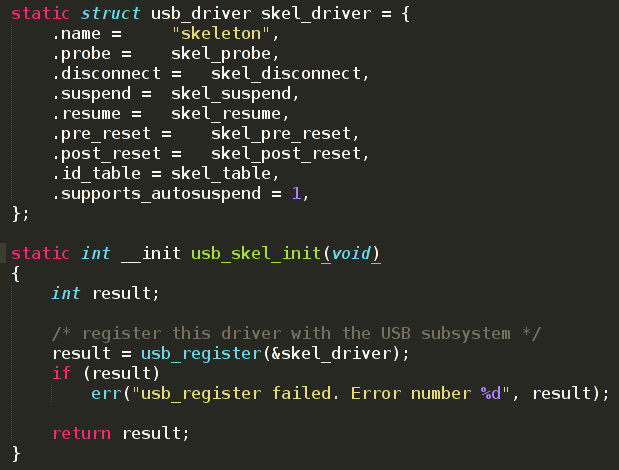 static struct usb_driver skel_driver = {
    .name =     "skeleton",
    .probe =    skel_probe,
    .disconnect =   skel_disconnect,
    .suspend =  skel_suspend,
    .resume =   skel_resume,
    .pre_reset =    skel_pre_reset,
    .post_reset =   skel_post_reset,
    .id_table = skel_table,
    .supports_autosuspend = 1,
};

static int __init usb_skel_init(void)
{
    int result;

    /* register this driver with the USB subsystem */
    result = usb_register(&skel_driver);
    if (result)
        err("usb_register failed. Error number %d", result);

    return result;
}